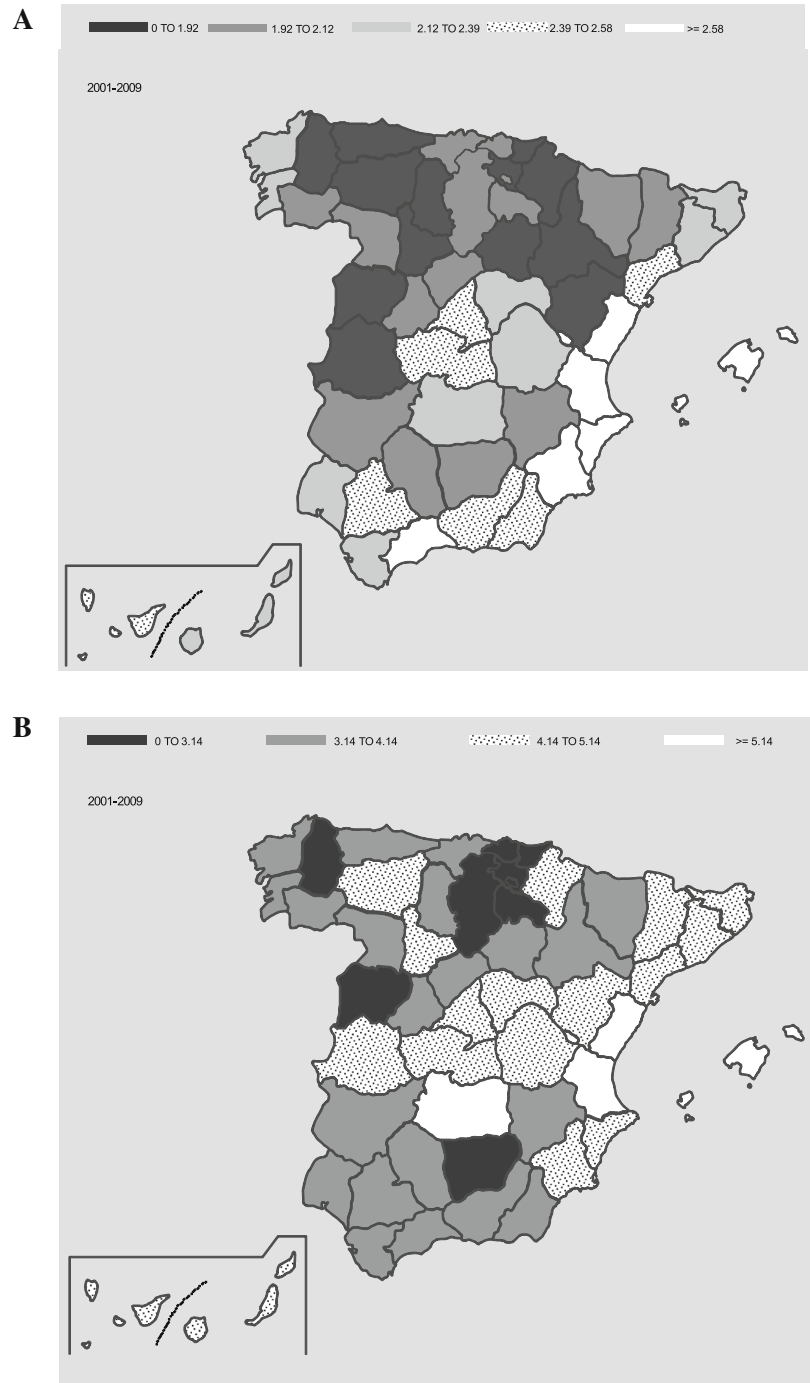 A
0 TO 1.92 1.92 TO 2.12 2.12 TO 2.39 2.39 TO 2.58 >= 2.58
2001-2009
B
0 TO 3.14 3.14 TO 4.14 4.14 TO 5.14 >= 5.14
2001-2009